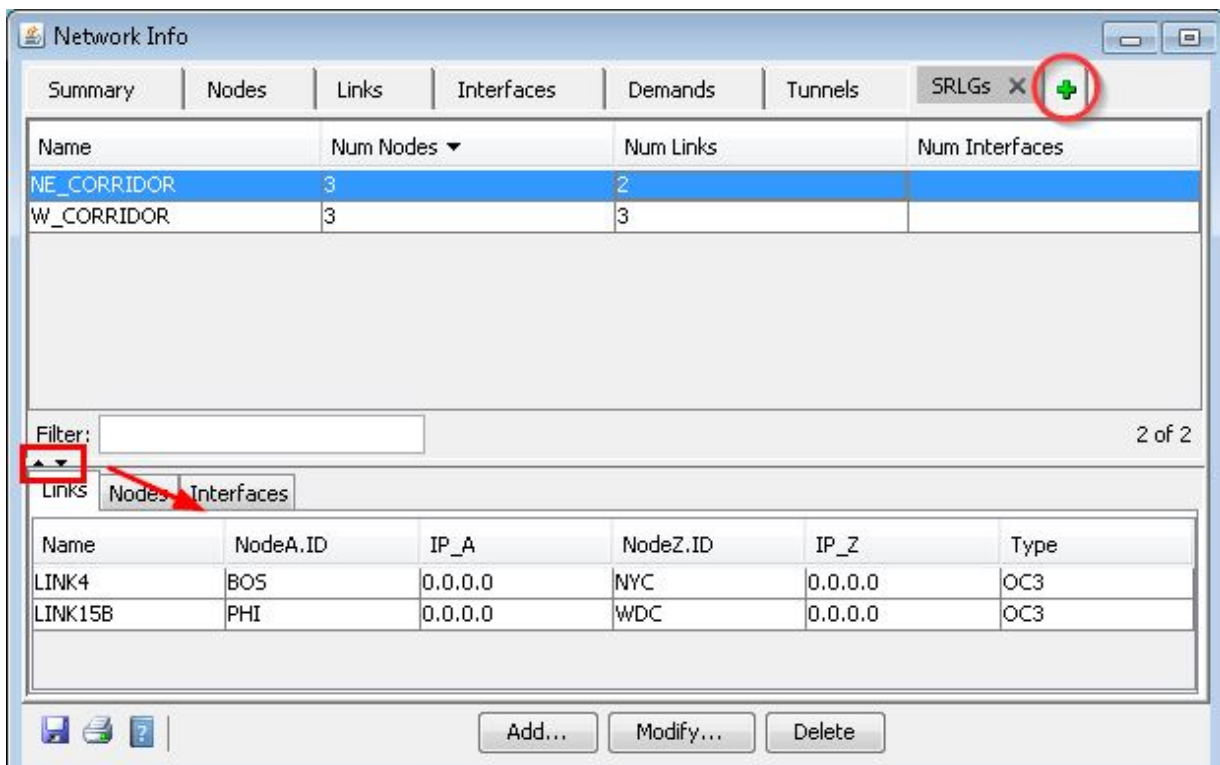 Network Info
Summary Nodes Links Interfaces Demands Tunnels SRLGs
Name Num Nodes Num Links Num Interfaces
NE_CORRIDOR 3 2
W_CORRIDOR 3 3
Filter: 2 of 2
Links Nodes Interfaces
Name NodeA.ID IP_A NodeZ.ID IP_Z Type
LINK4 BOS 0.0.0.0 NYC 0.0.0.0 OC3
LINK15B PHI 0.0.0.0 WDC 0.0.0.0 OC3
Add... Modify... Delete